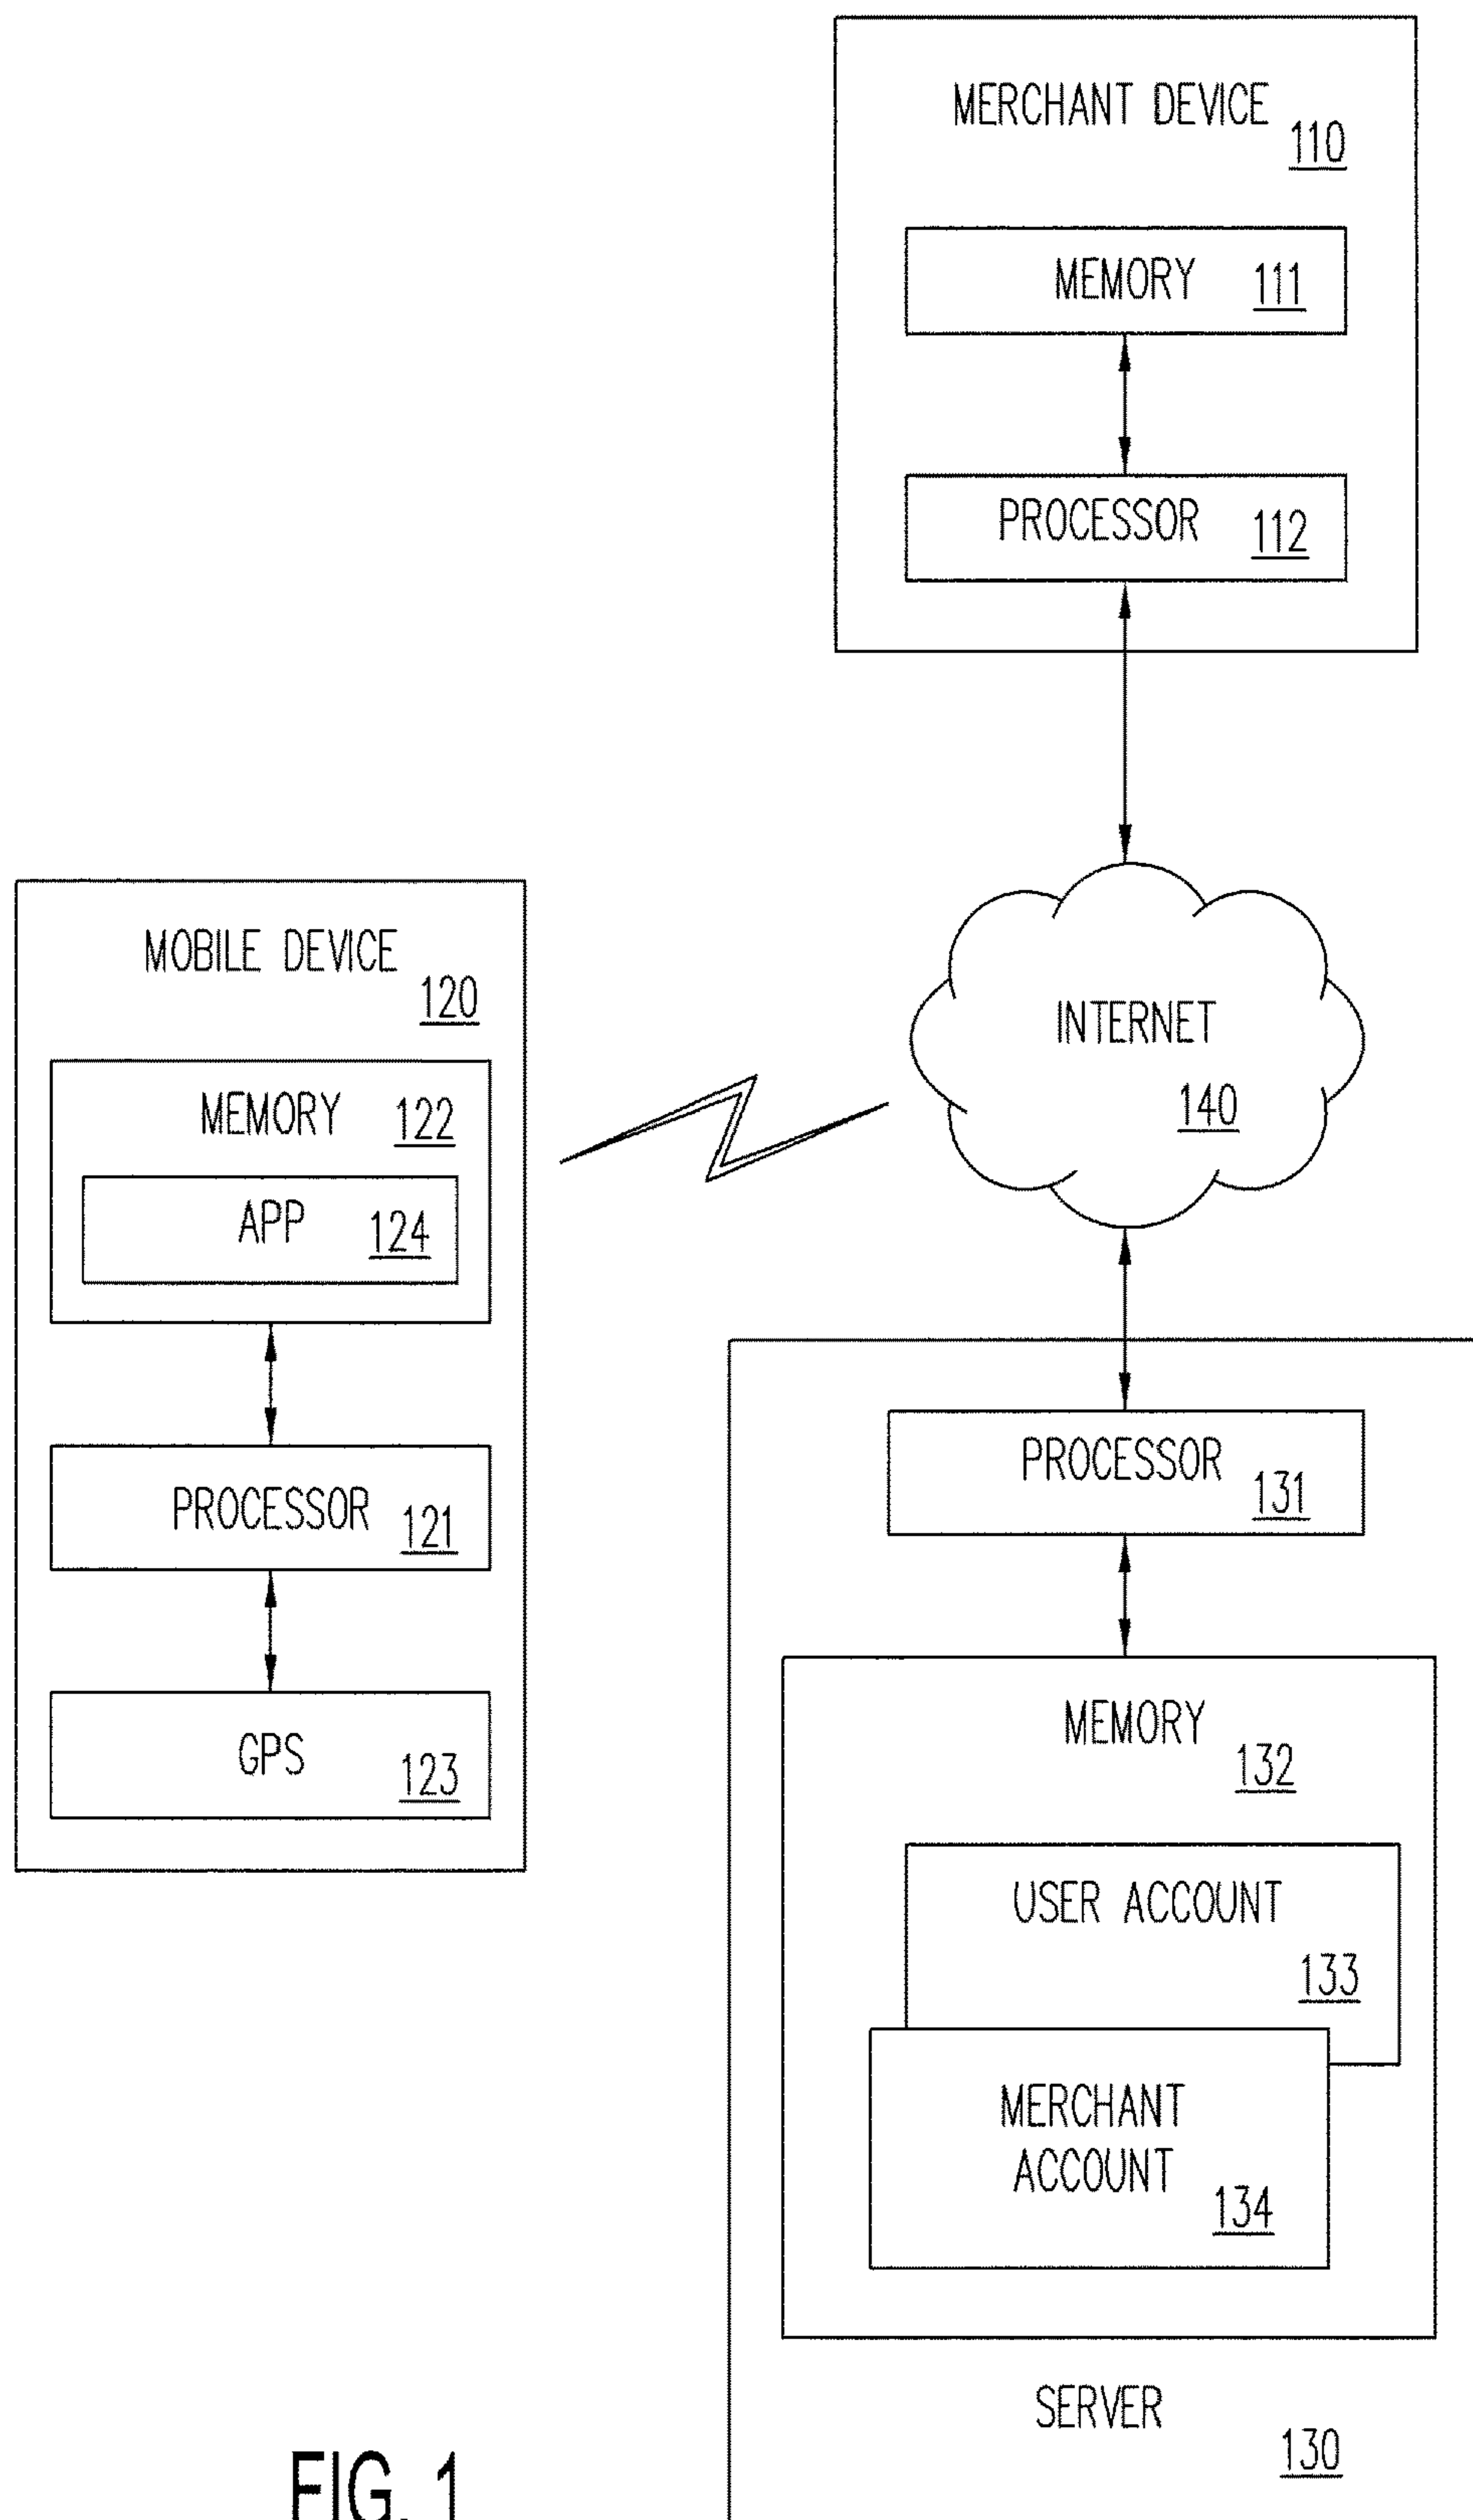 MERCHANT DEVICE
110
MEMORY 111
PROCESSOR 112
MOBILE DEVICE
120
MEMORY 122
APP 124
PROCESSOR 121
GPS 123
INTERNET
140
PROCESSOR 131
MEMORY
132
USER ACCOUNT
133
MERCHANT
ACCOUNT
134
SERVER
130
FIG. 1